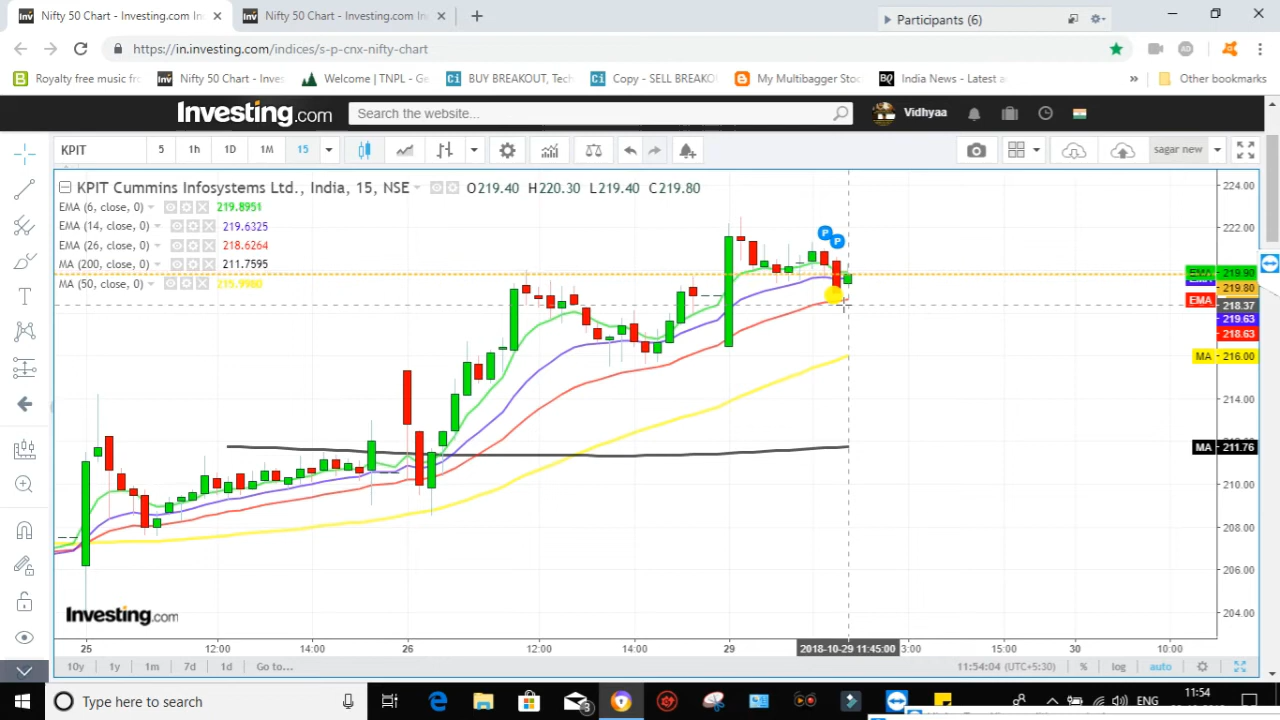 Nifty 50 Chart - Investing.com In
Nifty 50 Chart - Investing.com
Participants (6)
https://in.investing.com/indices/s-p-cnx-nifty-chart
Royalty free music fr
Nifty 50 Chart - Inves
Welcome | TNPL - Ge
BUY BREAKOUT, Tech
Copy - SELL BREAKO
My Multibagger Stoc
India News - Latest a
»
Other bookmarks
Investing.com
Search the website...
Vidhyaa
KPIT
5
1h
1D
1M
15
sagar new
KPIT Cummins Infosystems Ltd., India, 15, NSE
O219.40 H220.30 L219.40 C219.80
EMA (6, close, 0)
219.8951
EMA (14, close, 0)
219.6325
EMA (26, close, 0)
218.6264
MA (200, close, 0)
211.7595
MA (50, close, 0)
P
P
224.00
222.00
EMA 219.90
219.80
EMA
218.37
219.63
218.63
MA 216.00
214.00
MA 211.76
210.00
208.00
206.00
204.00
Investing.com
25
12:00
14:00
26
12:00
14:00
29
2018-10-29 11:45:00
3:00
15:00
30
10:00
10y
1y
1m
7d
1d
Go to...
11:54:04 (UTC+5:30)
%
log
auto
Type here to search
3
ENG
11:54